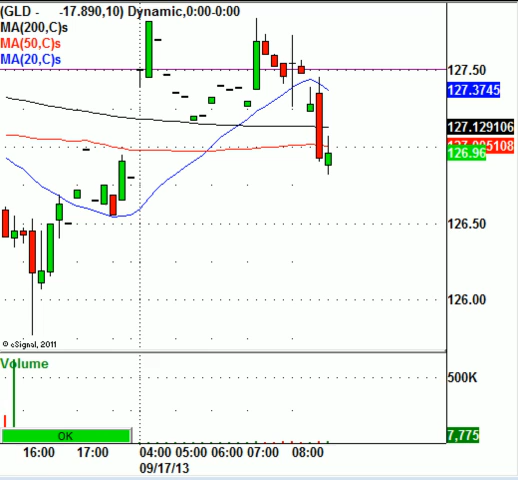 (GLD - -17.890,10) Dynamic,0:00-0:00
MA(200,C)s
MA(50,C)s
MA(20,C)s
127.50
127.3745
127.129106
126.96
126.50
126.00
© eSignal, 2011
Volume
500K
7,775
OK
16:00 17:00 04:00 05:00 06:00 07:00 08:00
09/17/13